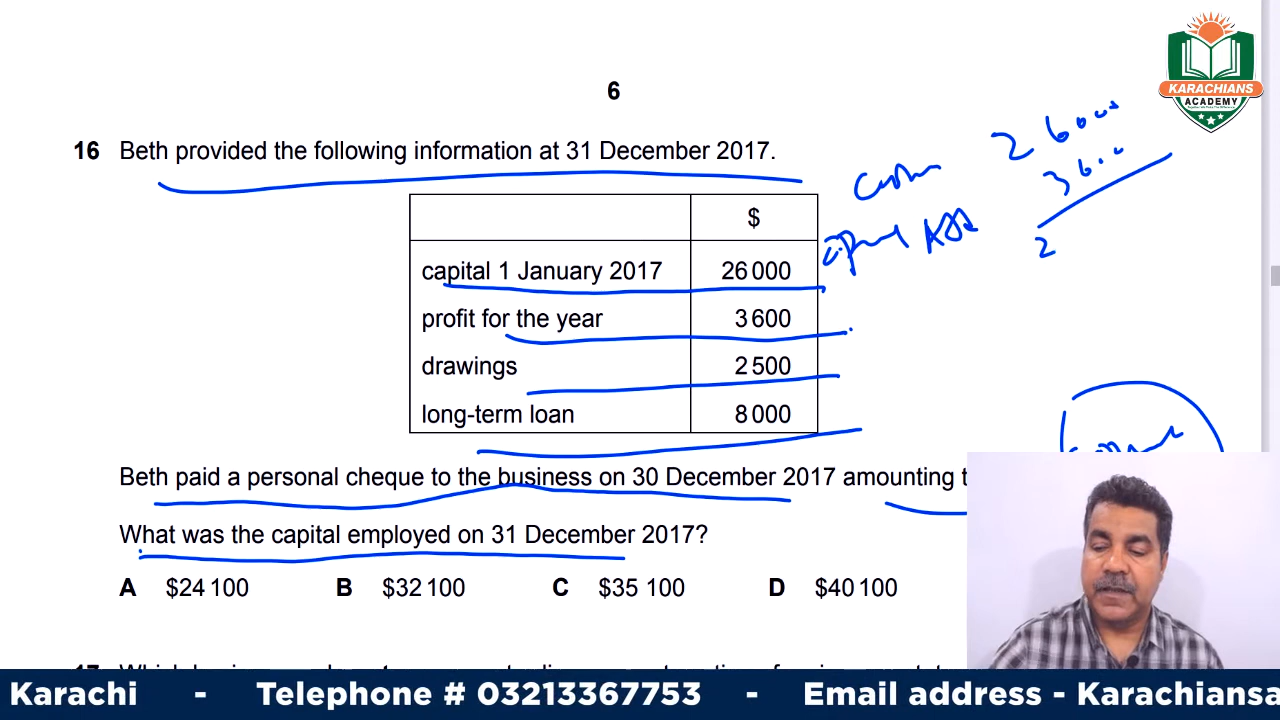 KARACHIANS
ACADEMY
6
16 Beth provided the following information at 31 December 2017.
$
capital 1 January 2017 26 000
profit for the year 3 600
drawings 2 500
long-term loan 8 000
26000
3600
2
Beth paid a personal cheque to the business on 30 December 2017 amounting
What was the capital employed on 31 December 2017?
A $24 100 B $32 100 C $35 100 D $40 100
Karachi - Telephone # 03213367753 - Email address - Karachiansa